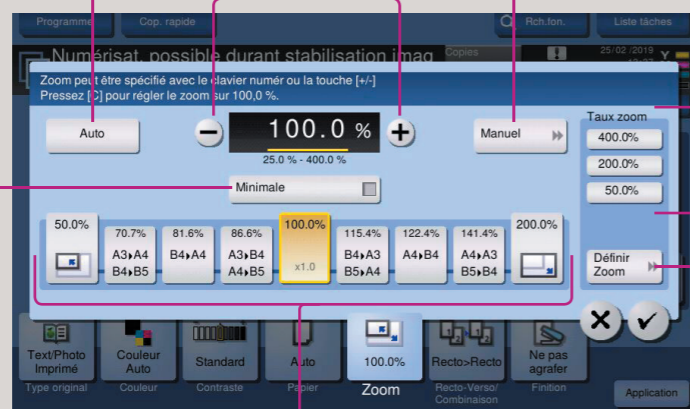 Programme
Cop. rapide
Rch.fon.
Liste tâches
Numérisat. possible durant stabilisation imag
Copies
25/02 /2019
Y
Zoom peut être spécifié avec le clavier numér ou la touche [+/-]
Pressez [C] pour régler le zoom sur 100,0 %.
Auto
−
100.0 %
+
25.0 % - 400.0 %
Manuel
Taux zoom
400.0%
200.0%
50.0%
Minimale
50.0%
70.7%
A3▸A4
B4▸B5
81.6%
B4▸A4
86.6%
A3▸B4
A4▸B5
100.0%
x1.0
115.4%
B4▸A3
B5▸A4
122.4%
A4▸B4
141.4%
A4▸A3
B5▸B4
200.0%
Définir
Zoom
Text/Photo
Imprimé
Type original
Couleur
Auto
Couleur
Standard
Contraste
Auto
Papier
100.0%
Zoom
Recto>Recto
Recto-Verso/
Combinaison
Ne pas
agrafer
Finition
Application